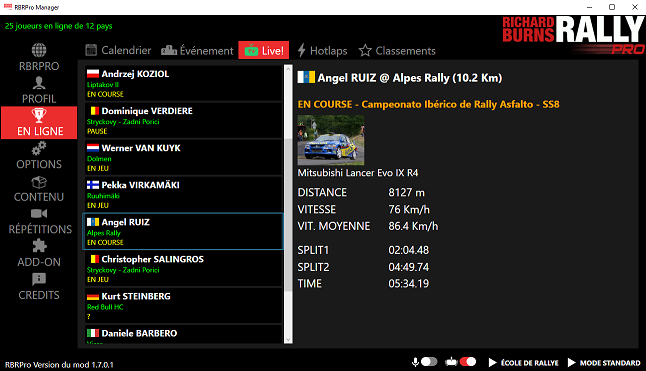 RBRPro Manager
25 joueurs en ligne de 12 pays
RICHARD BURNS RALLY PRO
Calendrier Événement Live! Hotlaps Classements
RBRPRO
PROFIL
EN LIGNE
OPTIONS
CONTENU
RÉPÉTITIONS
ADD-ON
CREDITS
Andrzej KOZIOL
Liptakov II
EN COURSE
Dominique VERDIERE
Stryckovy - Zadni Porici
PAUSE
Werner VAN KUYK
Dolmen
EN JEU
Pekka VIRKAMÄKI
Ruuhimäki
EN JEU
Angel RUIZ
Alpes Rally
EN COURSE
Christopher SALINGROS
Stryckovy - Zadni Porici
EN JEU
Kurt STEINBERG
Red Bull HC
?
Daniele BARBERO
Angel RUIZ @ Alpes Rally (10.2 Km)
EN COURSE - Campeonato Ibérico de Rally Asfalto - SS8
Mitsubishi Lancer Evo IX R4
DISTANCE 8127 m
VITESSE 76 Km/h
VIT. MOYENNE 86.4 Km/h
SPLIT1 02:04.48
SPLIT2 04:49.74
TIME 05:34.19
RBRPro Version du mod 1.7.0.1
ÉCOLE DE RALLYE
MODE STANDARD